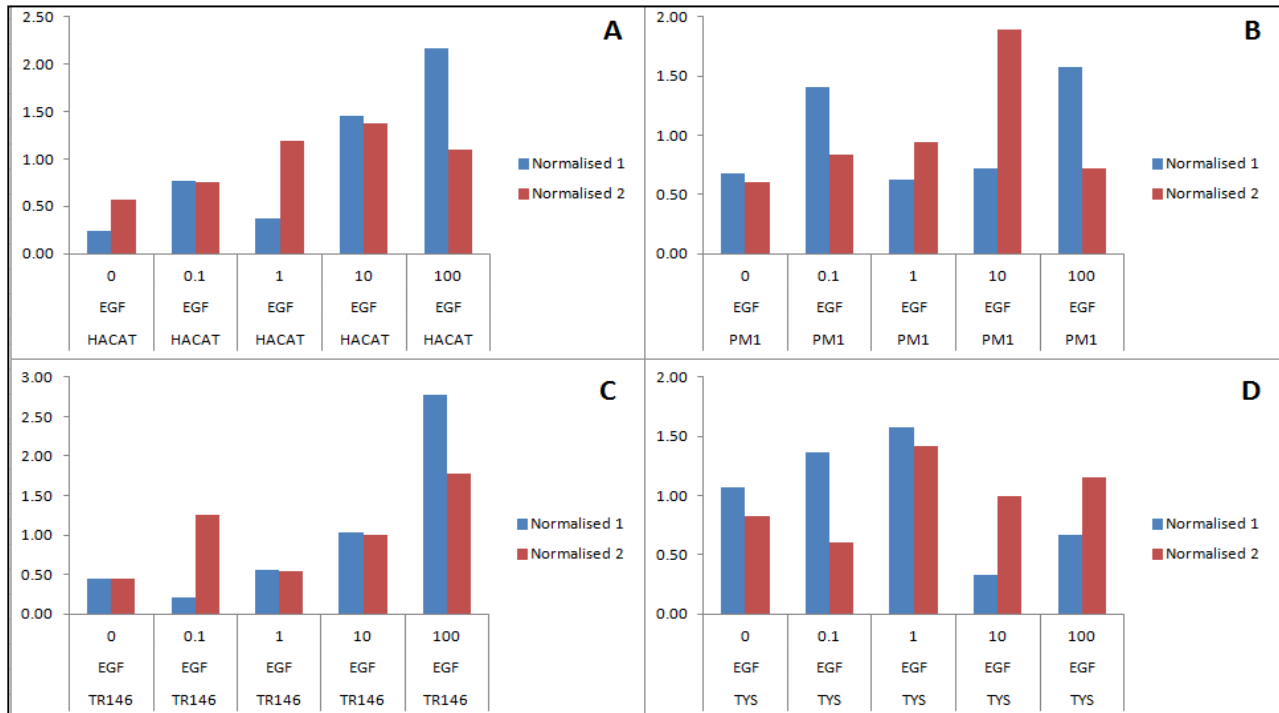 A
2.50
2.00
1.50
1.00
0.50
0.00
0 0.1 1 10 100
EGF EGF EGF EGF EGF
HACAT HACAT HACAT HACAT HACAT
Normalised 1
Normalised 2
B
2.00
1.50
1.00
0.50
0.00
0 0.1 1 10 100
EGF EGF EGF EGF EGF
PM1 PM1 PM1 PM1 PM1
Normalised 1
Normalised 2
C
3.00
2.50
2.00
1.50
1.00
0.50
0.00
0 0.1 1 10 100
EGF EGF EGF EGF EGF
TR146 TR146 TR146 TR146 TR146
Normalised 1
Normalised 2
D
2.00
1.50
1.00
0.50
0.00
0 0.1 1 10 100
EGF EGF EGF EGF EGF
TYS TYS TYS TYS TYS
Normalised 1
Normalised 2